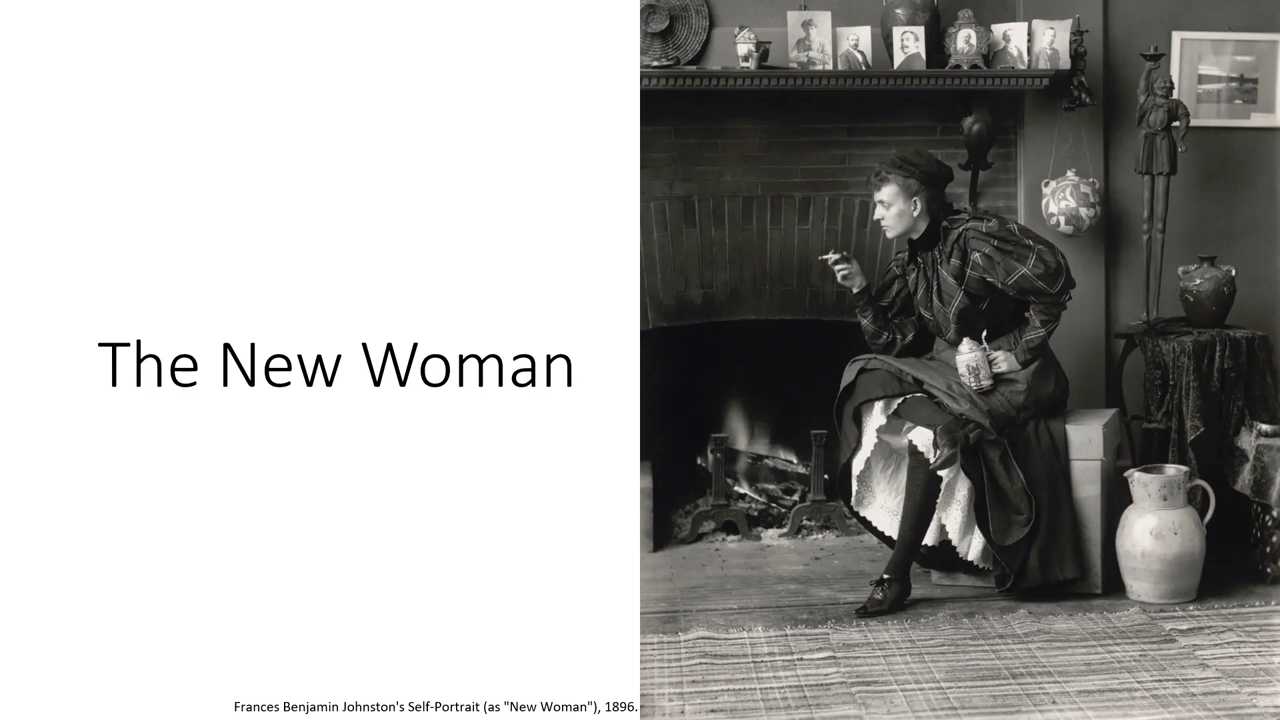 The New Woman
Frances Benjamin Johnston's Self-Portrait (as "New Woman"), 1896.